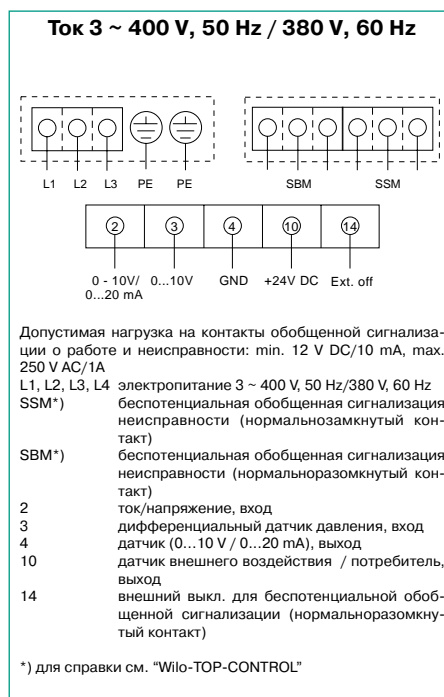 Ток 3 ~ 400 V, 50 Hz / 380 V, 60 Hz
L1 L2 L3 PE PE SBM SSM
2 3 4 10 14
0 - 10V/ 0...10V GND +24V DC Ext. off
0...20 mA
Допустимая нагрузка на контакты обобщенной сигнализа-
ции о работе и неисправности: min. 12 V DC/10 mA, max.
250 V AC/1A
L1, L2, L3, L4 электропитание 3 ~ 400 V, 50 Hz/380 V, 60 Hz
SSM*) беспотенциальная обобщенная сигнализация
неисправности (нормальнозамкнутый кон-
такт)
SBM*) беспотенциальная обобщенная сигнализация
неисправности (нормальноразомкнутый кон-
такт)
2 ток/напряжение, вход
3 дифференциальный датчик давления, вход
4 датчик (0...10 V / 0...20 mA), выход
10 датчик внешнего воздействия / потребитель,
выход
14 внешний выкл. для беспотенциальной обоб-
щенной сигнализации (нормальноразомкну-
тый контакт)
*) для справки см. “Wilo-TOP-CONTROL”